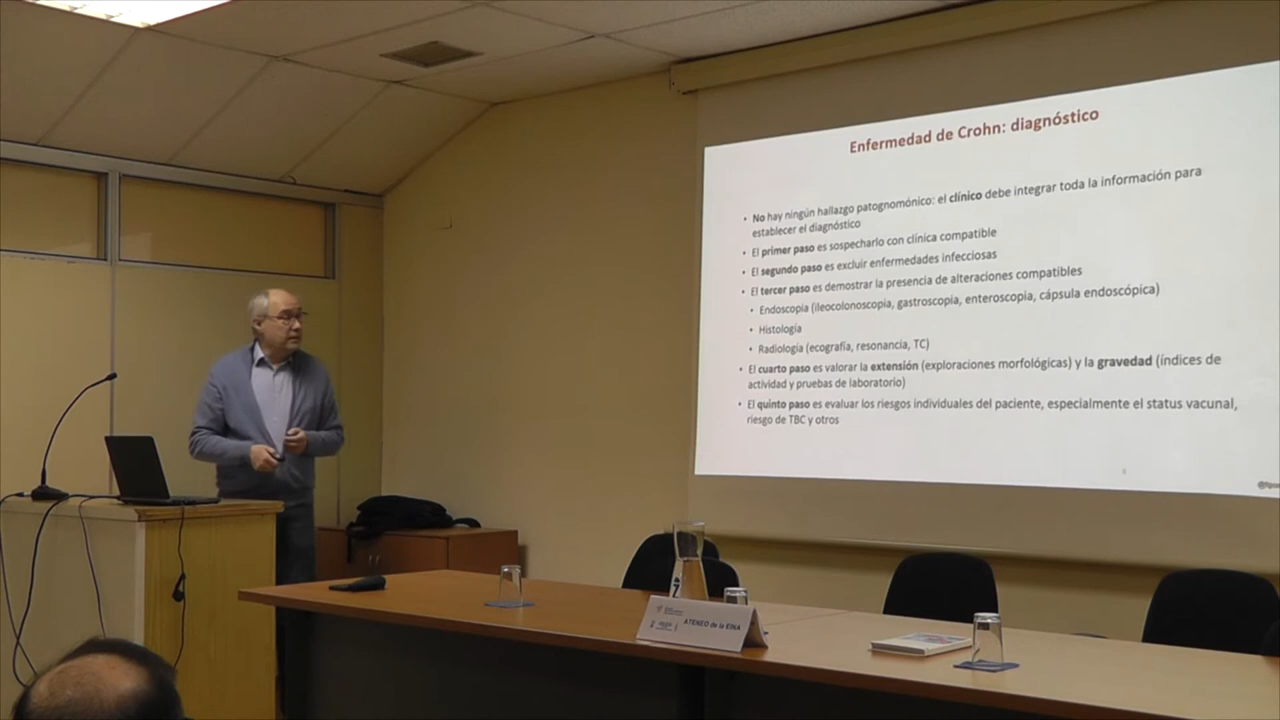 Enfermedad de Crohn: diagnóstico
• No hay ningún hallazgo patognomónico: el clínico debe integrar toda la información para
establecer el diagnóstico
• El primer paso es sospecharlo con clínica compatible
• El segundo paso es excluir enfermedades infecciosas
• El tercer paso es demostrar la presencia de alteraciones compatibles
• Endoscopia (ileocolonoscopia, gastroscopia, enteroscopia, cápsula endoscópica)
• Histología
• Radiología (ecografía, resonancia, TC)
• El cuarto paso es valorar la extensión (exploraciones morfológicas) y la gravedad (índices de
actividad y pruebas de laboratorio)
• El quinto paso es evaluar los riesgos individuales del paciente, especialmente el status vacunal,
riesgo de TBC y otros
ATENEO de la EINA